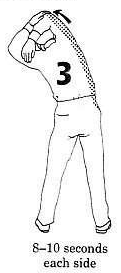 3
8–10 seconds
each side